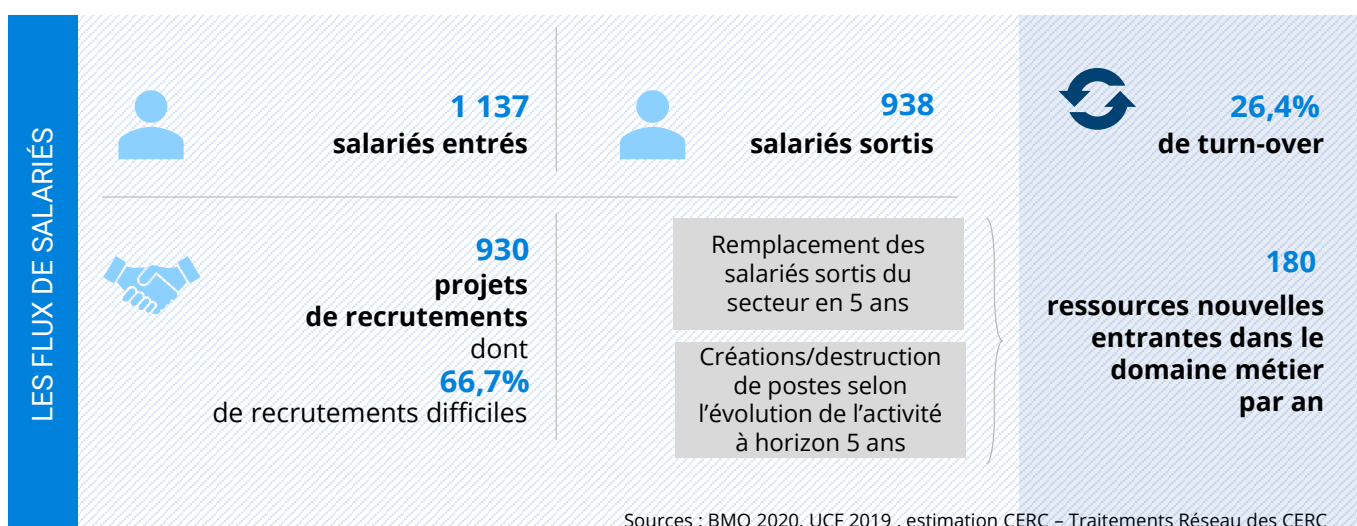 LES FLUX DE SALARIÉS
1 137
salariés entrés
938
salariés sortis
26,4%
de turn-over
930
projets
de recrutements
dont
66,7%
de recrutements difficiles
Remplacement des
salariés sortis du
secteur en 5 ans
Créations/destruction
de postes selon
l'évolution de l'activité
à horizon 5 ans
180
ressources nouvelles
entrantes dans le
domaine métier
par an
Sources : BMO 2020, UCF 2019 , estimation CERC – Traitements Réseau des CERC